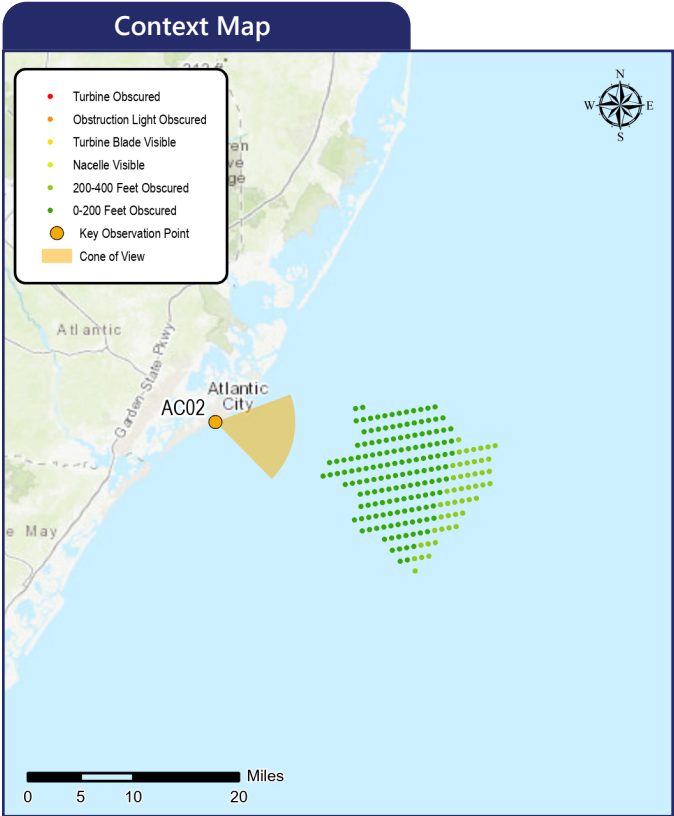 Context Map
N
W E
S
Turbine Obscured
Obstruction Light Obscured
Turbine Blade Visible
Nacelle Visible
200-400 Feet Obscured
0-200 Feet Obscured
Key Observation Point
Cone of View
Atlantic
Garden-State-Pkwy
Atlantic
City
AC02
e May
Miles
0 5 10 20